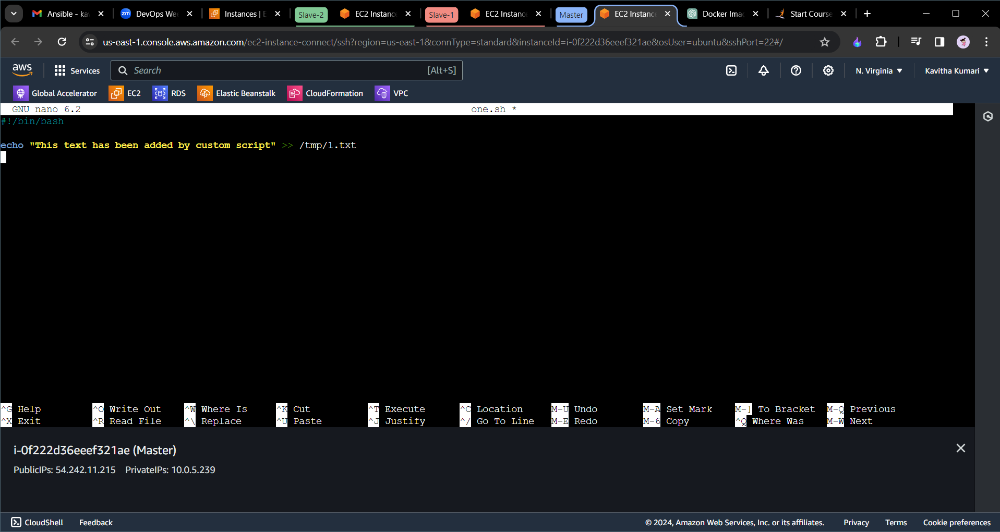 Ansible - ka
DevOps Wee
Instances | E
Slave-2
EC2 Instance
Slave-1
EC2 Instance
Master
EC2 Instance
Docker Imag
Start Course
us-east-1.console.aws.amazon.com/ec2-instance-connect/ssh?region=us-east-1&connType=standard&instanceId=i-0f222d36eeef321ae&osUser=ubuntu&sshPort=22#/
aws
Services
Search
[Alt+S]
N. Virginia
Kavitha Kumari
Global Accelerator
EC2
RDS
Elastic Beanstalk
CloudFormation
VPC
GNU nano 6.2 one.sh *
#!/bin/bash
echo "This text has been added by custom script" >> /tmp/1.txt
^G Help ^O Write Out ^W Where Is ^K Cut ^T Execute ^C Location M-U Undo M-A Set Mark M-] To Bracket M-Q Previous
^X Exit ^R Read File ^\ Replace ^U Paste ^J Justify ^/ Go To Line M-E Redo M-6 Copy ^Q Where Was M-W Next
i-0f222d36eeef321ae (Master)
PublicIPs: 54.242.11.215 PrivateIPs: 10.0.5.239
CloudShell
Feedback
© 2024, Amazon Web Services, Inc. or its affiliates.
Privacy
Terms
Cookie preferences